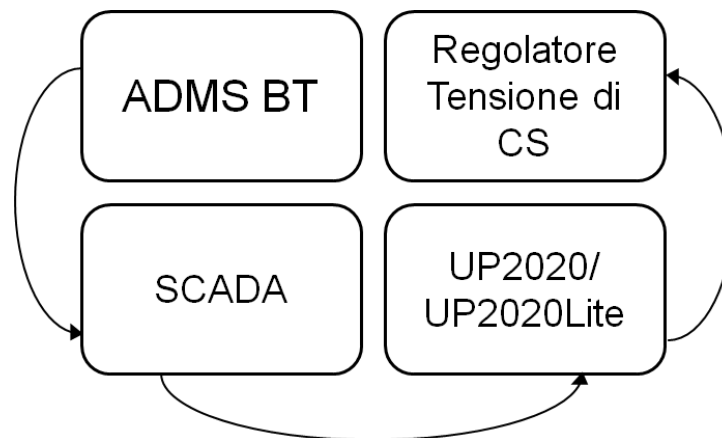 ADMS BT
Regolatore
Tensione di
CS
SCADA
UP2020/
UP2020Lite